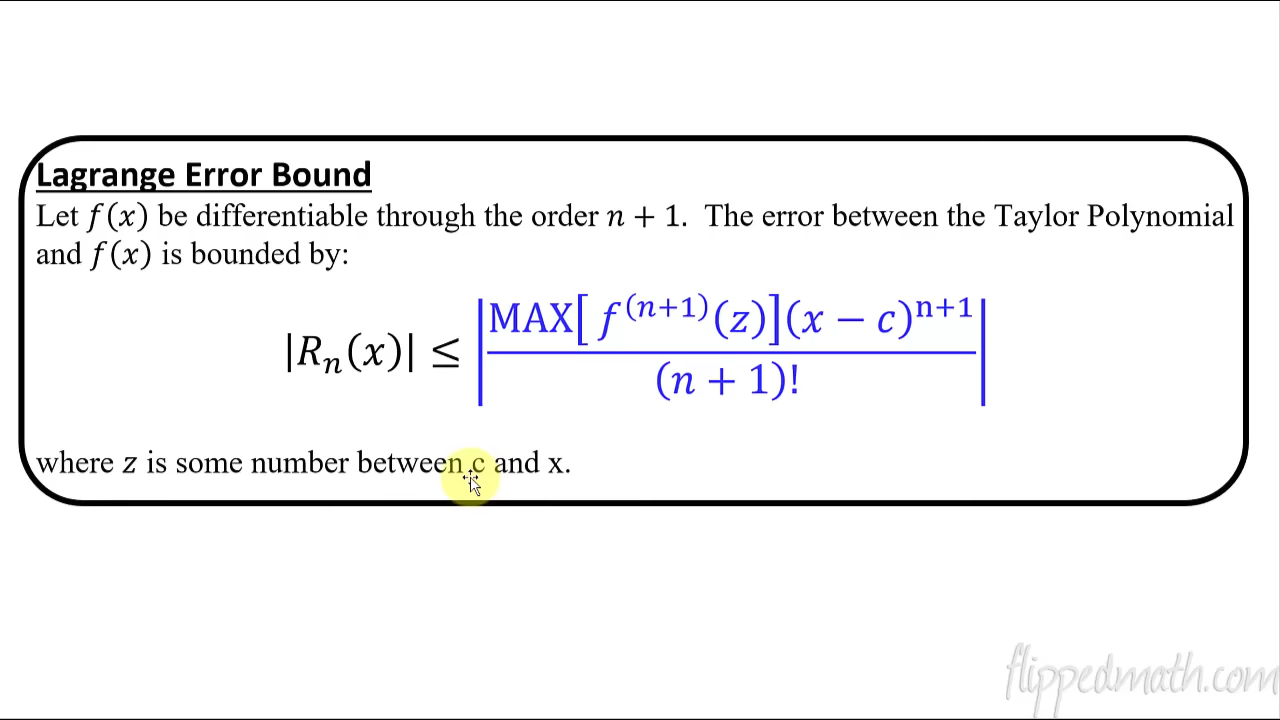 Lagrange Error Bound
Let f(x) be differentiable through the order n + 1. The error between the Taylor Polynomial
and f(x) is bounded by:
|Rₙ(x)| ≤ |MAX[ f⁽ⁿ⁺¹⁾(z)](x − c)ⁿ⁺¹ / (n + 1)!|
where z is some number between c and x.
flippedmath.com